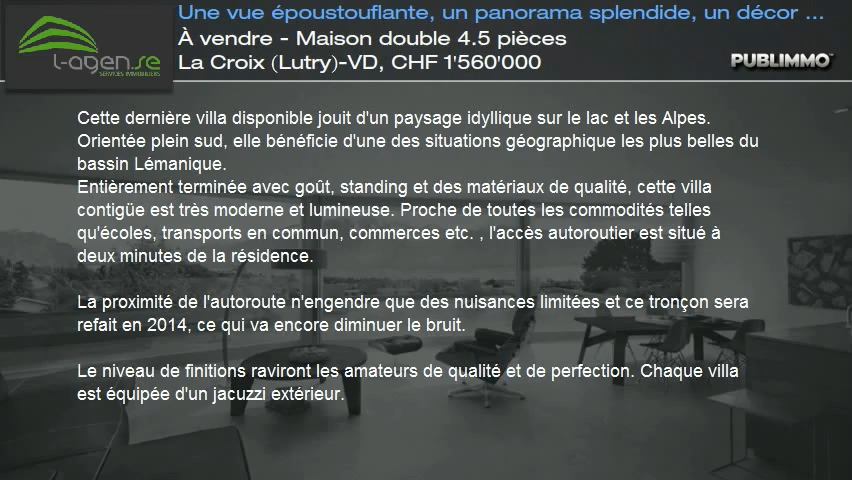 Une vue époustouflante, un panorama splendide, un décor ...
À vendre - Maison double 4.5 pièces
La Croix (Lutry)-VD, CHF 1'560'000
l-agen.se
SERVICES IMMOBILIERS
PUBLIMMO
Cette dernière villa disponible jouit d'un paysage idyllique sur le lac et les Alpes.
Orientée plein sud, elle bénéficie d'une des situations géographique les plus belles du
bassin Lémanique.
Entièrement terminée avec goût, standing et des matériaux de qualité, cette villa
contigüe est très moderne et lumineuse. Proche de toutes les commodités telles
qu'écoles, transports en commun, commerces etc. , l'accès autoroutier est situé à
deux minutes de la résidence.
La proximité de l'autoroute n'engendre que des nuisances limitées et ce tronçon sera
refait en 2014, ce qui va encore diminuer le bruit.
Le niveau de finitions raviront les amateurs de qualité et de perfection. Chaque villa
est équipée d'un jacuzzi extérieur.